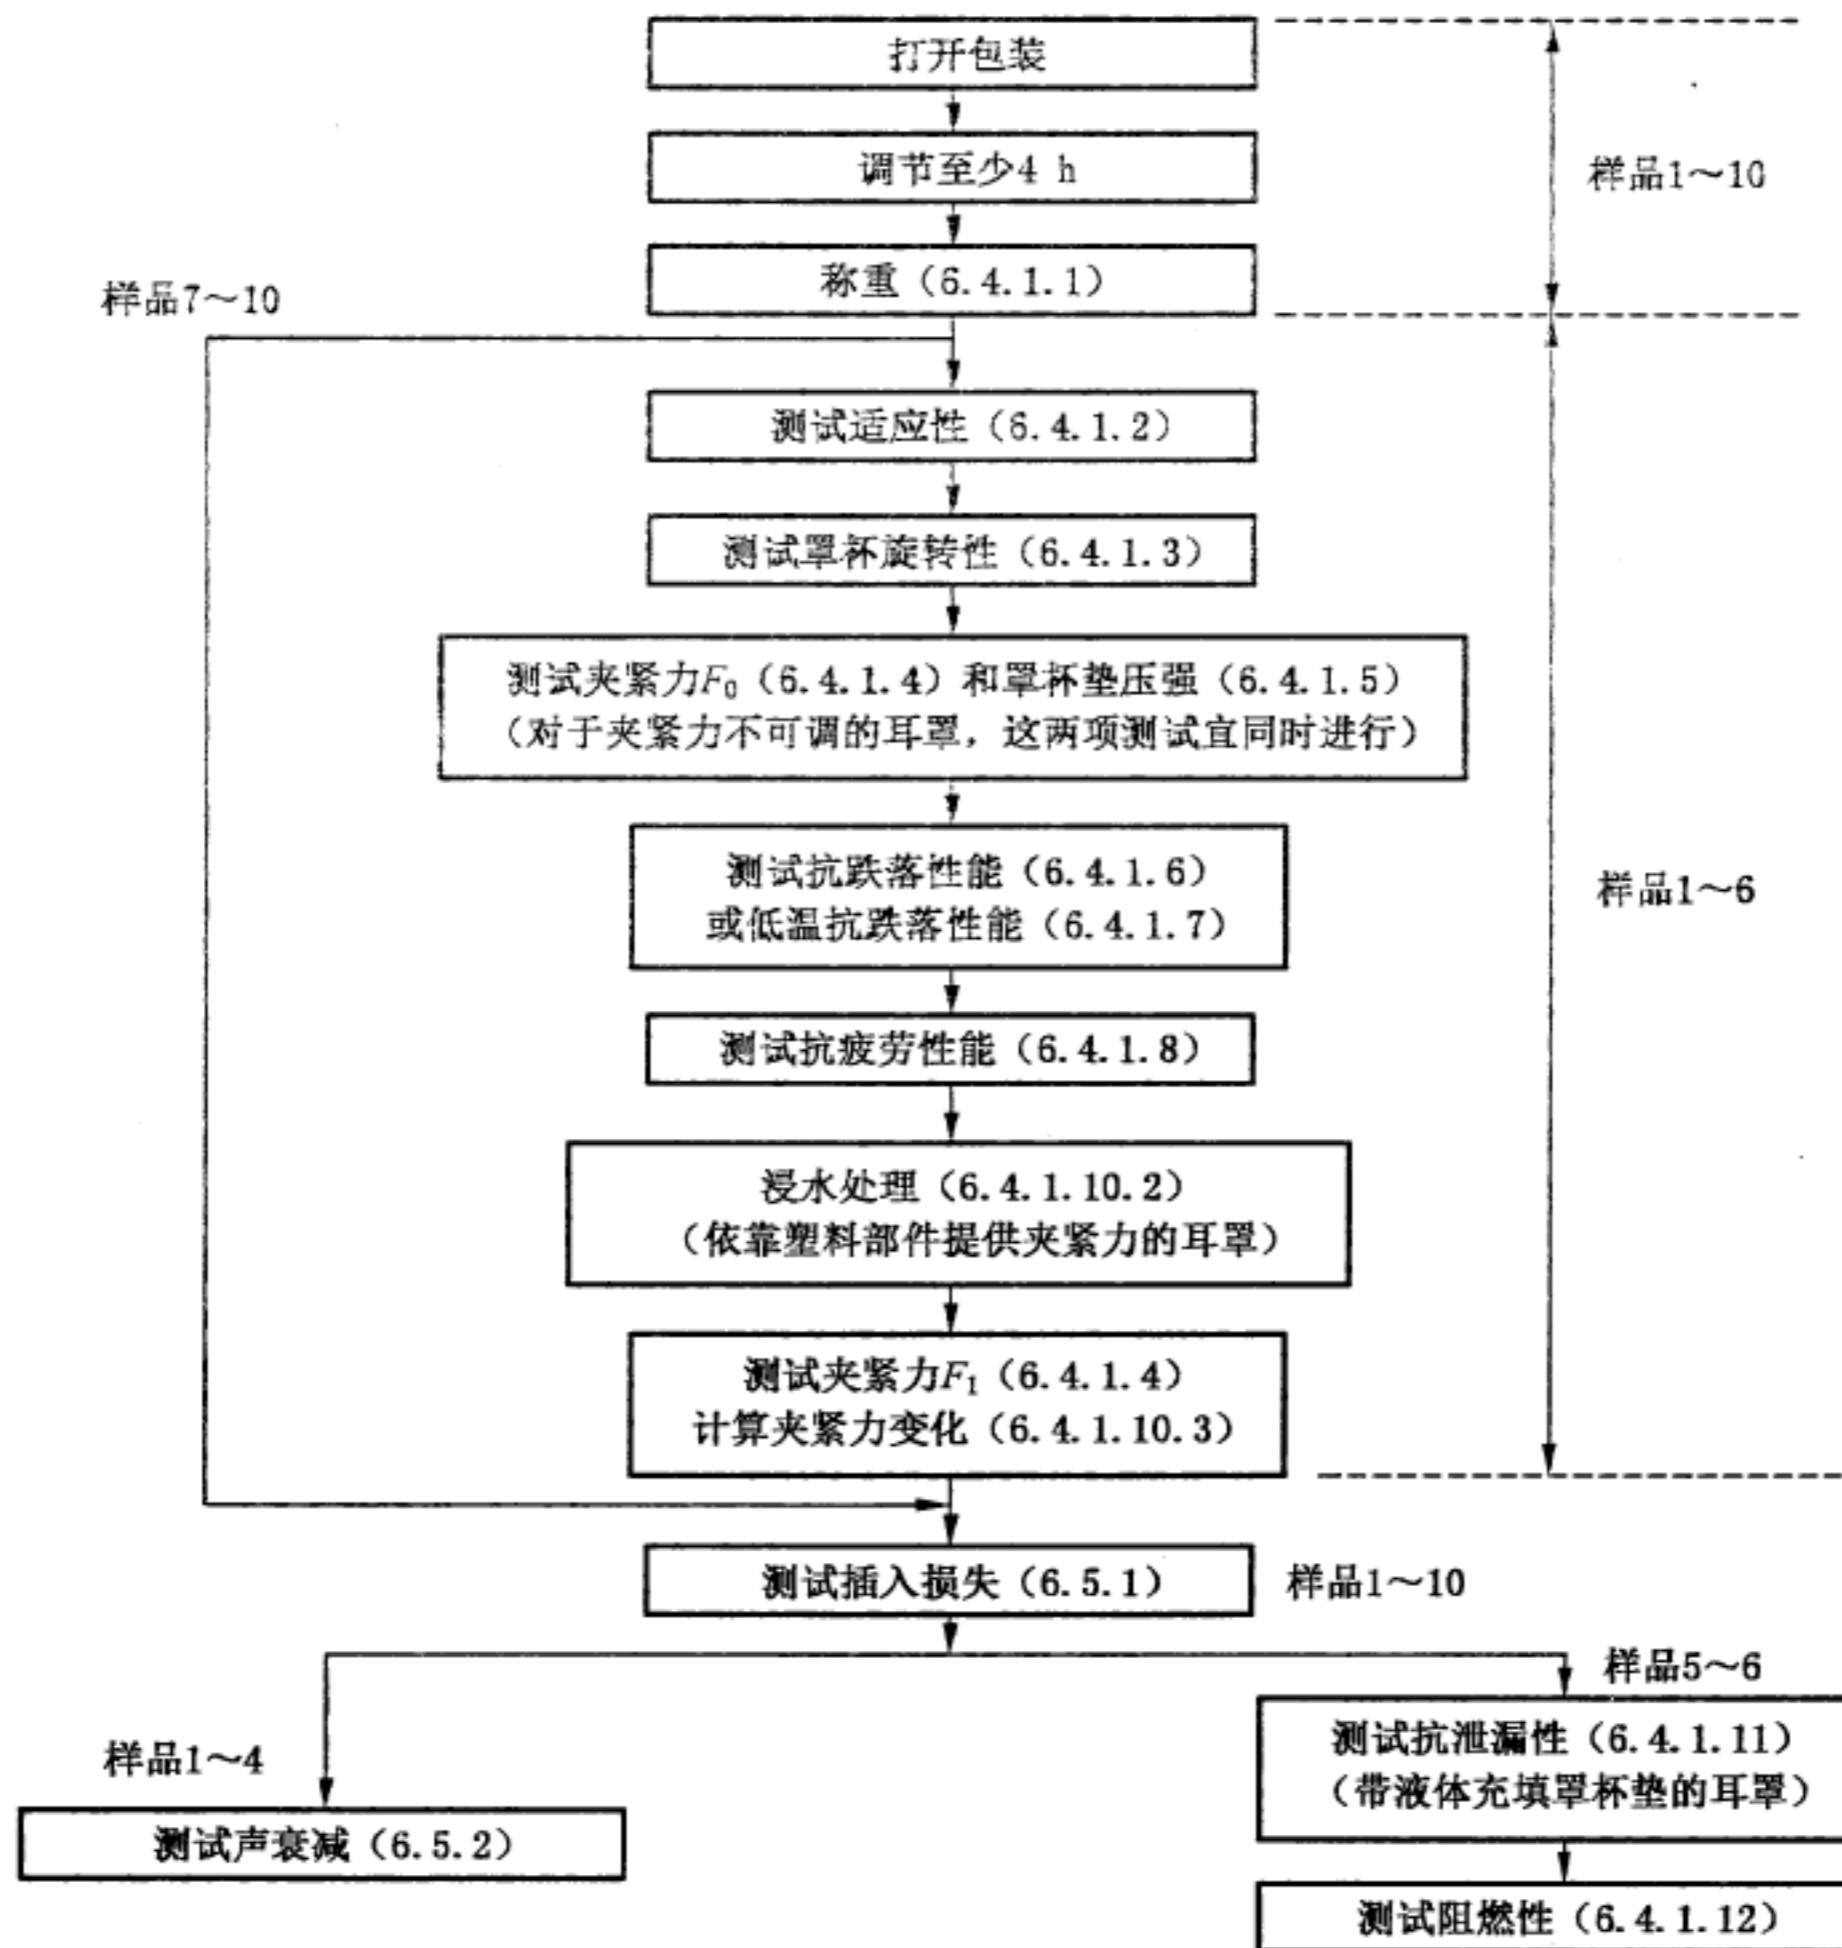 打开包装
调节至少4 h
样品1～10
称重（6.4.1.1）
样品7～10
测试适应性（6.4.1.2）
测试罩杯旋转性（6.4.1.3）
测试夹紧力F₀（6.4.1.4）和罩杯垫压强（6.4.1.5）
（对于夹紧力不可调的耳罩，这两项测试宜同时进行）
测试抗跌落性能（6.4.1.6）
或低温抗跌落性能（6.4.1.7）
样品1～6
测试抗疲劳性能（6.4.1.8）
浸水处理（6.4.1.10.2）
（依靠塑料部件提供夹紧力的耳罩）
测试夹紧力F₁（6.4.1.4）
计算夹紧力变化（6.4.1.10.3）
测试插入损失（6.5.1）
样品1～10
样品5～6
测试抗泄漏性（6.4.1.11）
（带液体充填罩杯垫的耳罩）
样品1～4
测试声衰减（6.5.2）
测试阻燃性（6.4.1.12）